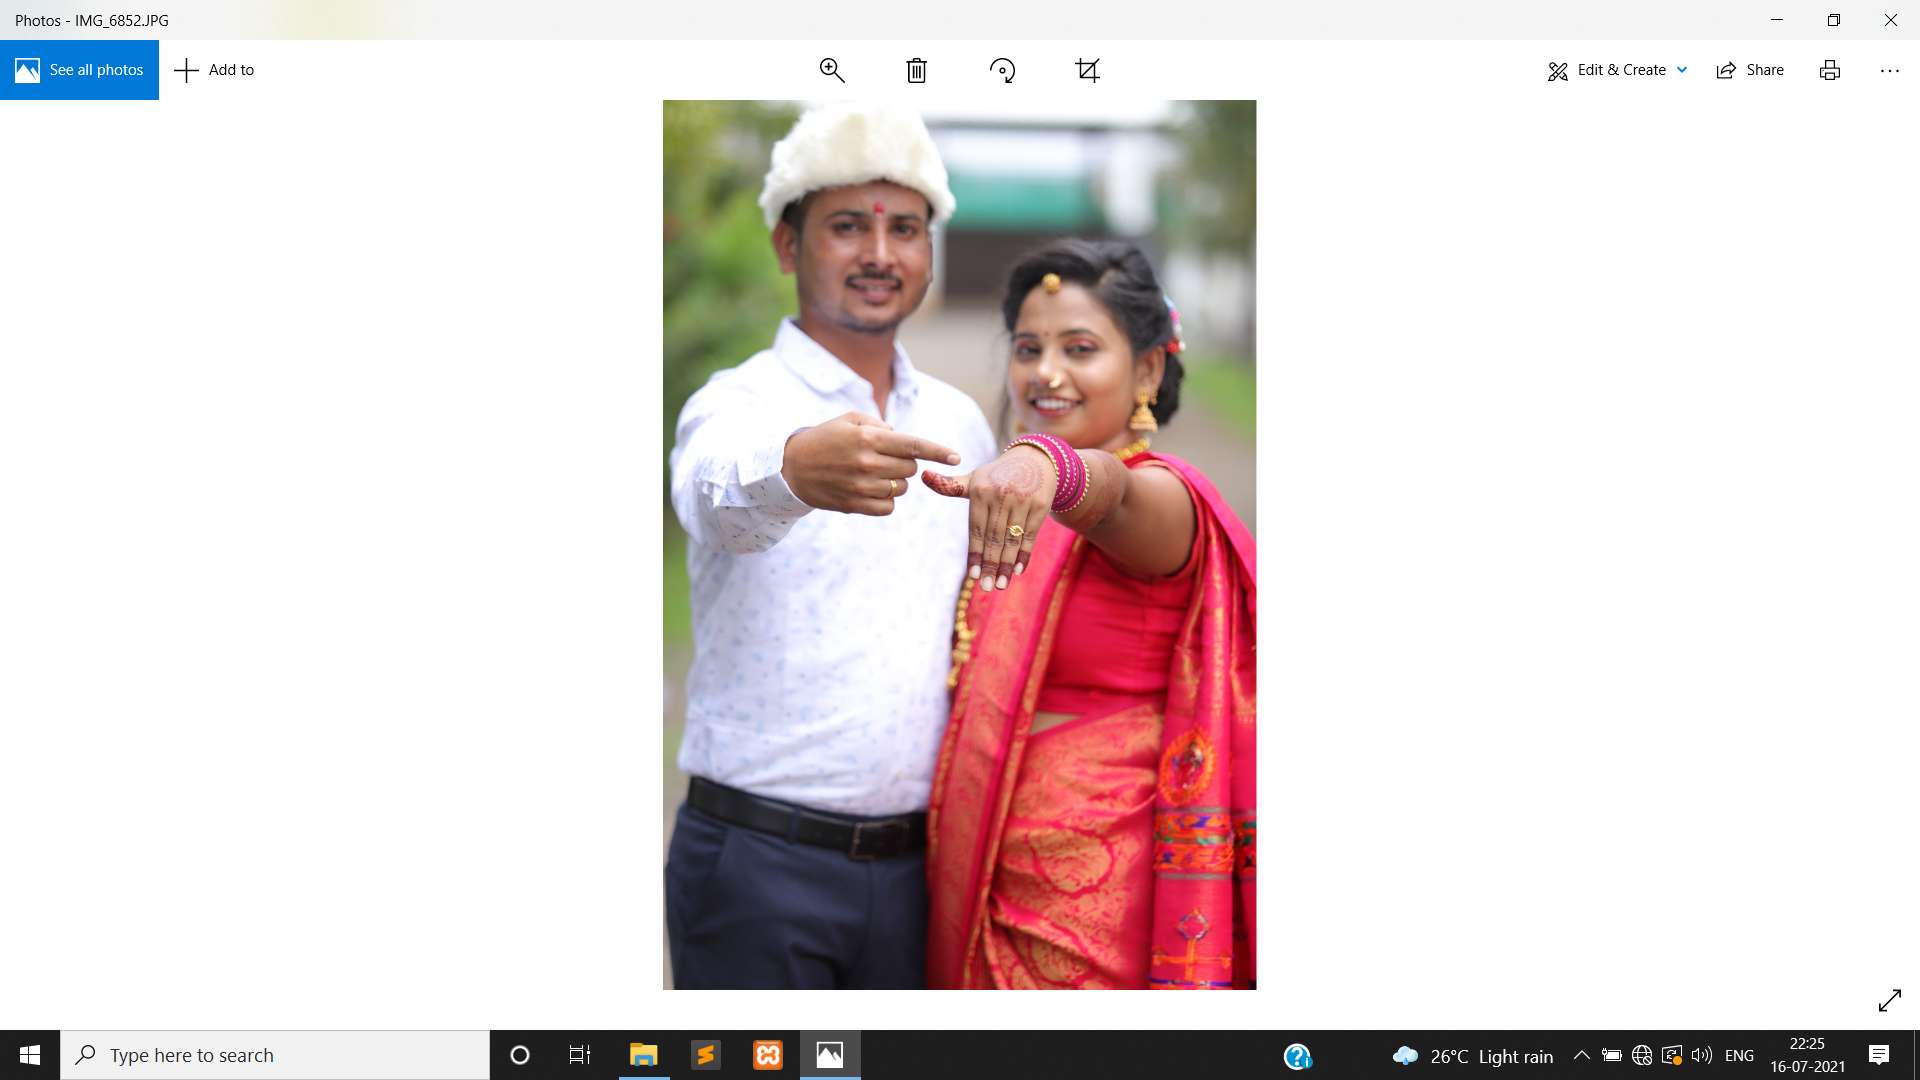 Photos - IMG_6852.JPG
See all photos
Add to
Edit & Create
Share
Type here to search
26°C Light rain
ENG
22:25
16-07-2021